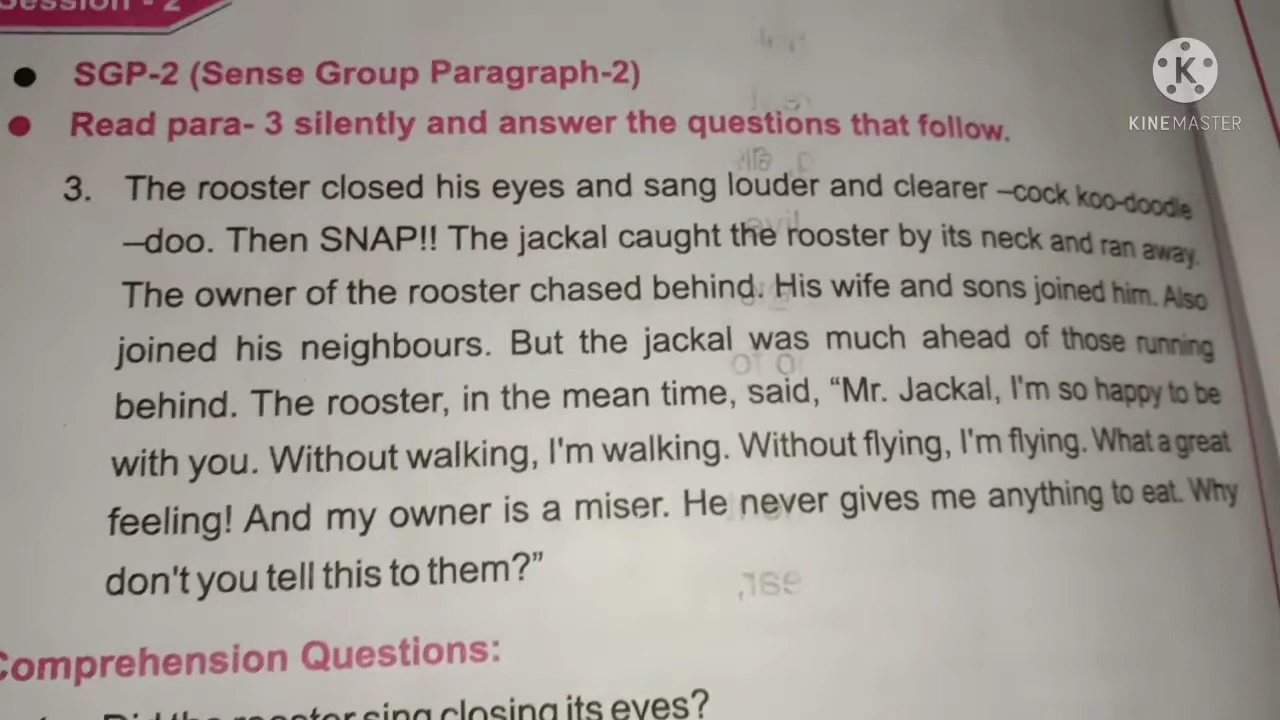 Session - 2
SGP-2 (Sense Group Paragraph-2)
Read para- 3 silently and answer the questions that follow.
3. The rooster closed his eyes and sang louder and clearer –cock koo-doodle
–doo. Then SNAP!! The jackal caught the rooster by its neck and ran away.
The owner of the rooster chased behind. His wife and sons joined him. Also
joined his neighbours. But the jackal was much ahead of those running
behind. The rooster, in the mean time, said, “Mr. Jackal, I'm so happy to be
with you. Without walking, I'm walking. Without flying, I'm flying. What a great
feeling! And my owner is a miser. He never gives me anything to eat. Why
don't you tell this to them?”
Comprehension Questions:
Did the rooster sing closing its eyes?
K
KINEMASTER